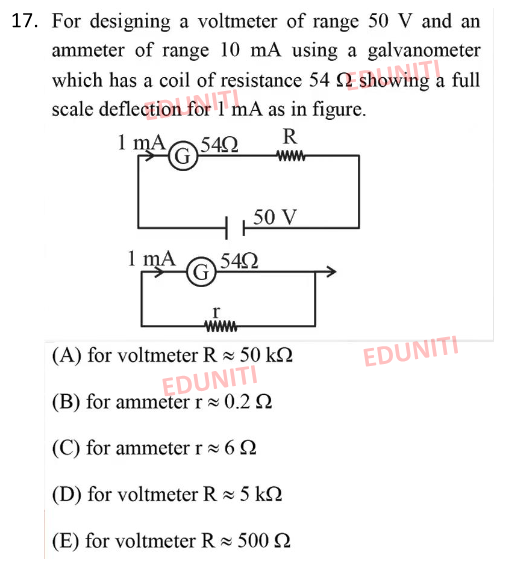 17. For designing a voltmeter of range 50 V and an
ammeter of range 10 mA using a galvanometer
which has a coil of resistance 54 Ω showing a full
scale deflection for 1 mA as in figure.
EDUNITI
EDUNITI
1 mA G 54Ω R
50 V
1 mA G 54Ω
r
(A) for voltmeter R ≈ 50 kΩ
EDUNITI
EDUNITI
(B) for ammeter r ≈ 0.2 Ω
(C) for ammeter r ≈ 6 Ω
(D) for voltmeter R ≈ 5 kΩ
(E) for voltmeter R ≈ 500 Ω